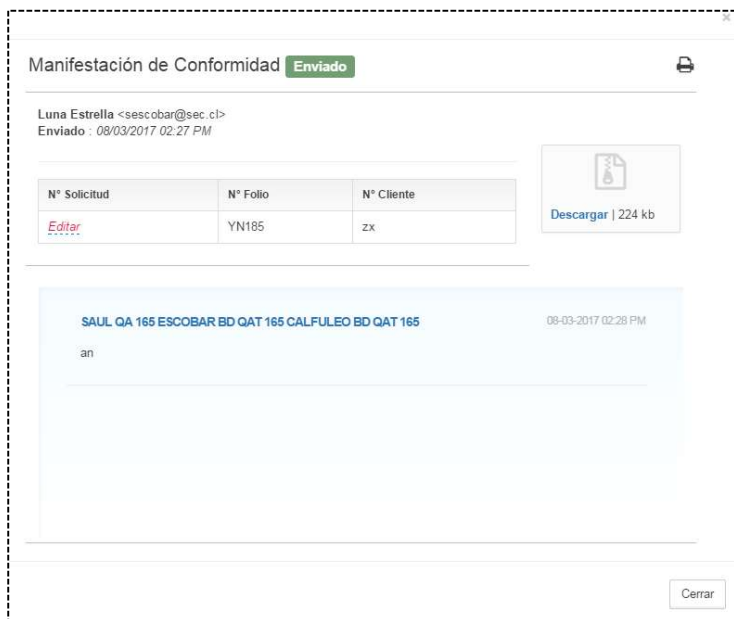 ×
Manifestación de Conformidad Enviado
Luna Estrella <sescobar@sec.cl>
Enviado : 08/03/2017 02:27 PM
N° Solicitud N° Folio N° Cliente
Editar YN185 zx
Descargar | 224 kb
SAUL QA 165 ESCOBAR BD QAT 165 CALFULEO BD QAT 165 08-03-2017 02:28 PM
an
Cerrar